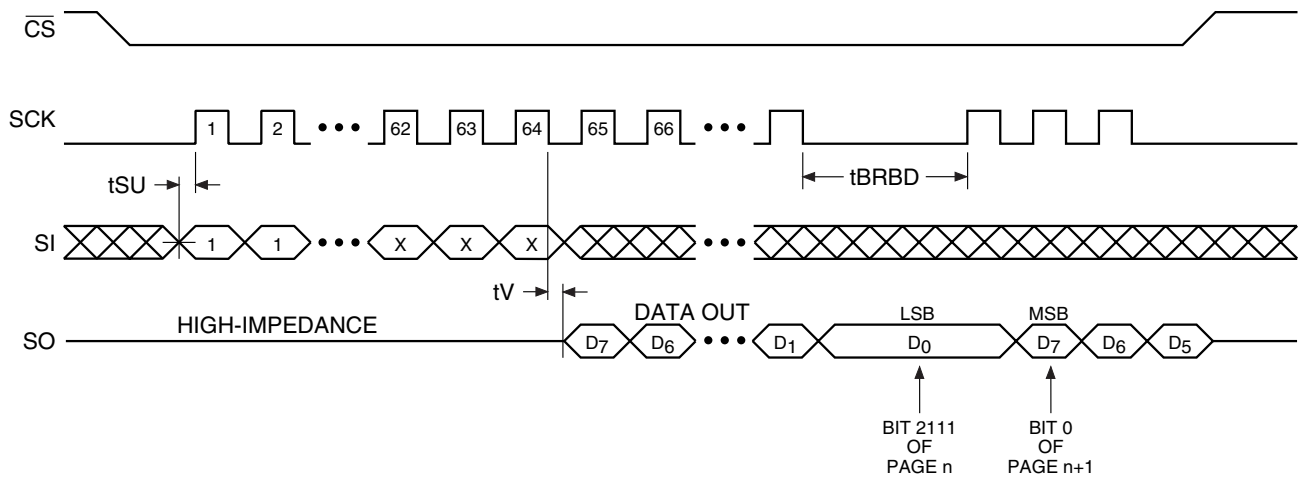 CS
SCK 1 2 ••• 62 63 64 65 66 •••
tSU tBRBD
SI 1 1 ••• X X X •••
tV
HIGH-IMPEDANCE DATA OUT LSB MSB
SO D7 D6 ••• D1 D0 D7 D6 D5
BIT 2111
OF
PAGE n
BIT 0
OF
PAGE n+1